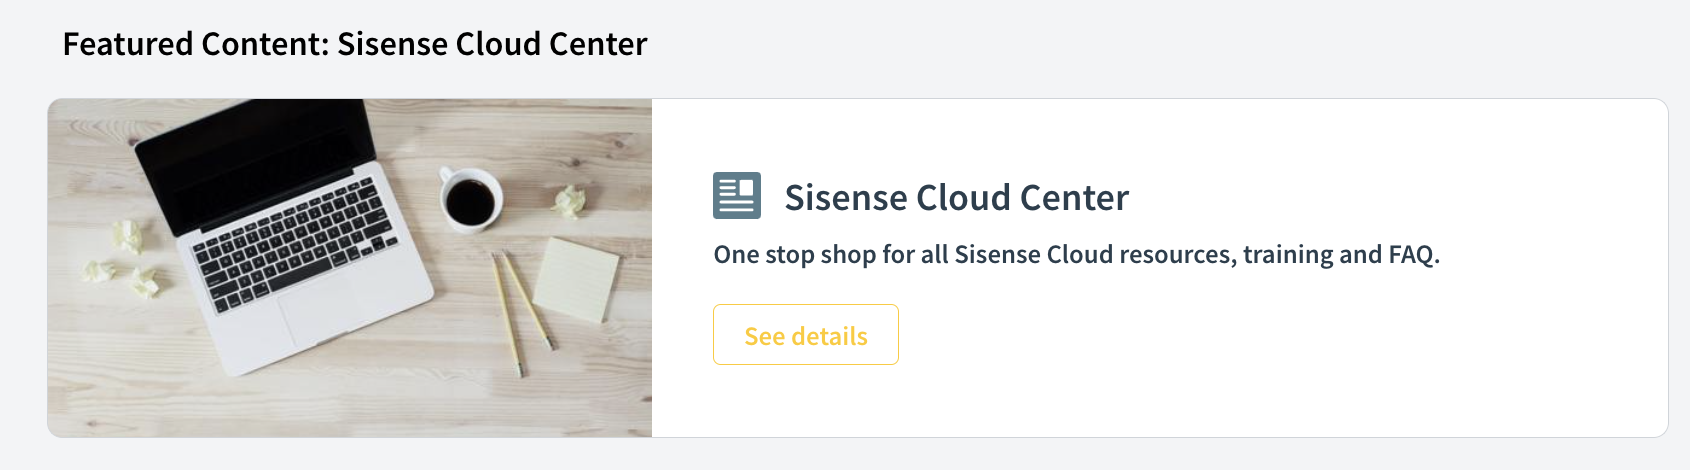 Featured Content: Sisense Cloud Center
Sisense Cloud Center
One stop shop for all Sisense Cloud resources, training and FAQ.
See details